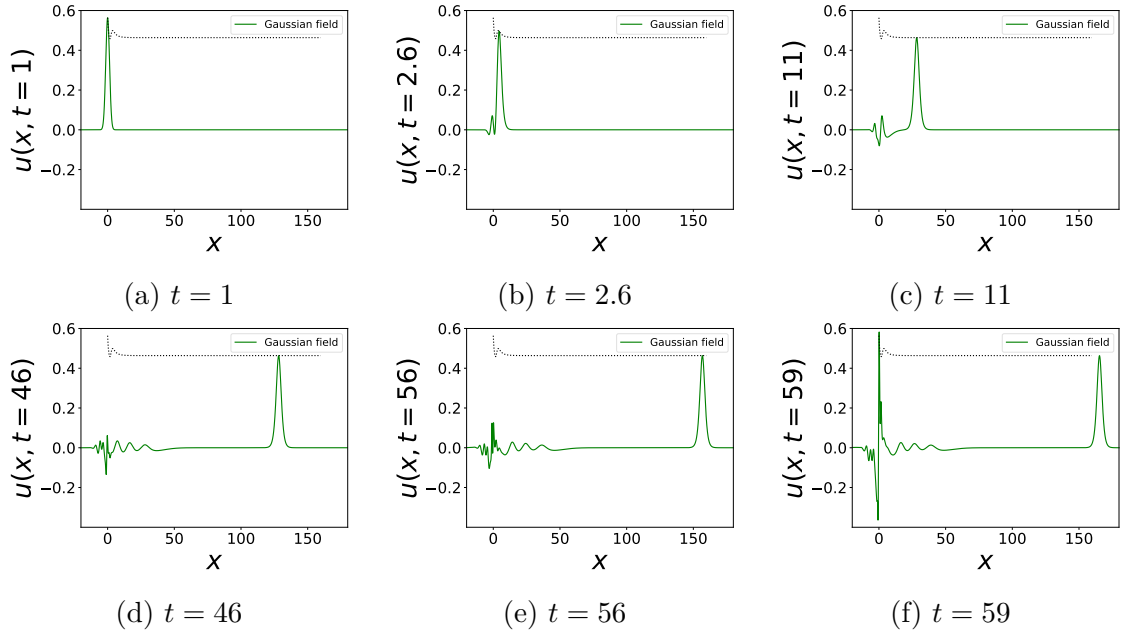 u(x, t = 1)
0.6
0.4
0.2
0.0
−0.2
0 50 100 150
x
Gaussian field
(a) t = 1
u(x, t = 2.6)
0.6
0.4
0.2
0.0
−0.2
0 50 100 150
x
Gaussian field
(b) t = 2.6
u(x, t = 11)
0.6
0.4
0.2
0.0
−0.2
0 50 100 150
x
Gaussian field
(c) t = 11
u(x, t = 46)
0.6
0.4
0.2
0.0
−0.2
0 50 100 150
x
Gaussian field
(d) t = 46
u(x, t = 56)
0.6
0.4
0.2
0.0
−0.2
0 50 100 150
x
Gaussian field
(e) t = 56
u(x, t = 59)
0.6
0.4
0.2
0.0
−0.2
0 50 100 150
x
Gaussian field
(f) t = 59